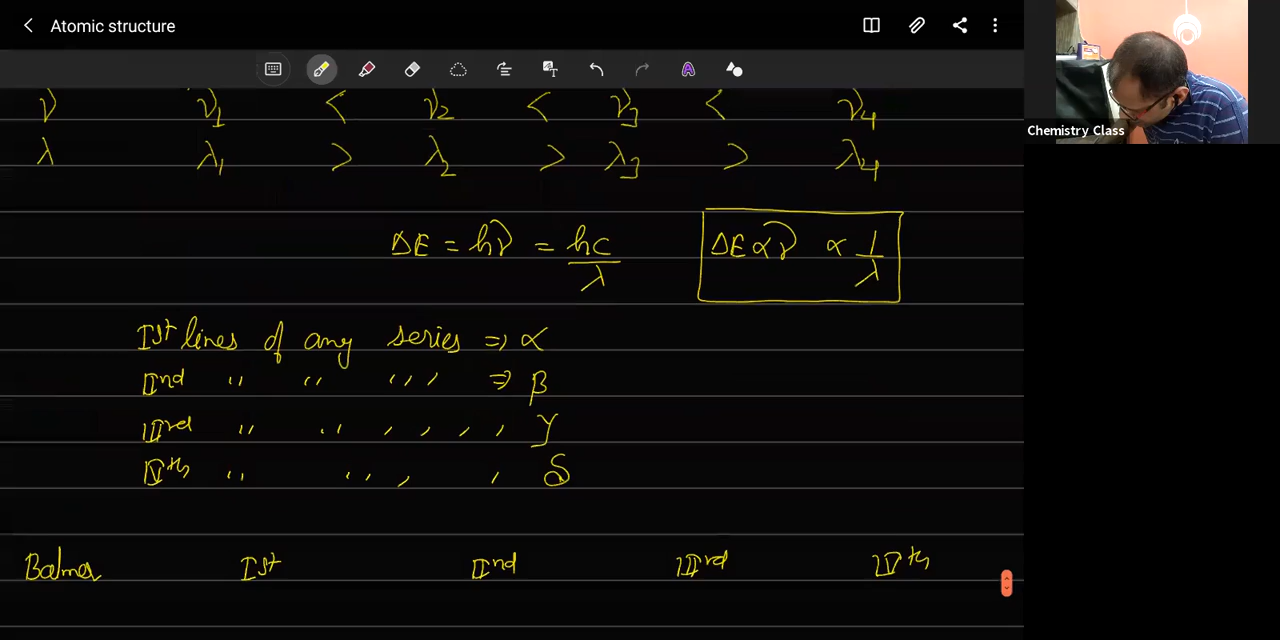 Atomic structure
Chemistry Class
ν ν1 < ν2 < ν3 < ν4
λ λ1 > λ2 > λ3 > λ4
ΔE = hν = hc/λ ΔE ∝ ν ∝ 1/λ
Ist lines of any series ⇒ α
IInd " " " , ⇒ β
IIIrd " " , , , , γ
IVth " " , , δ
Balmer Ist IInd IIIrd IVth